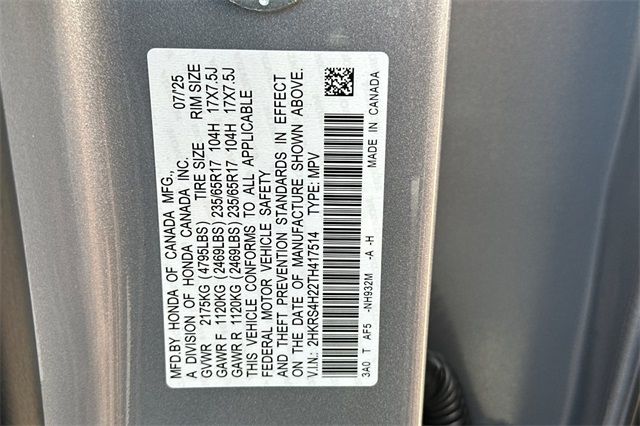 MFD.BY HONDA OF CANADA MFG., 07/25
A DIVISION OF HONDA CANADA INC.
TIRE SIZE RIM SIZE
GVWR 2175KG (4795LBS)
GAWR F 1120KG (2469LBS) 235/65R17 104H 17X7.5J
GAWR R 1120KG (2469LBS) 235/65R17 104H 17X7.5J
THIS VEHICLE CONFORMS TO ALL APPLICABLE
FEDERAL MOTOR VEHICLE SAFETY
AND THEFT PREVENTION STANDARDS IN EFFECT
ON THE DATE OF MANUFACTURE SHOWN ABOVE.
V.I.N.: 2HKRS4H22TH417514 TYPE: MPV
3A0 T AF5 -NH932M -A -H MADE IN CANADA